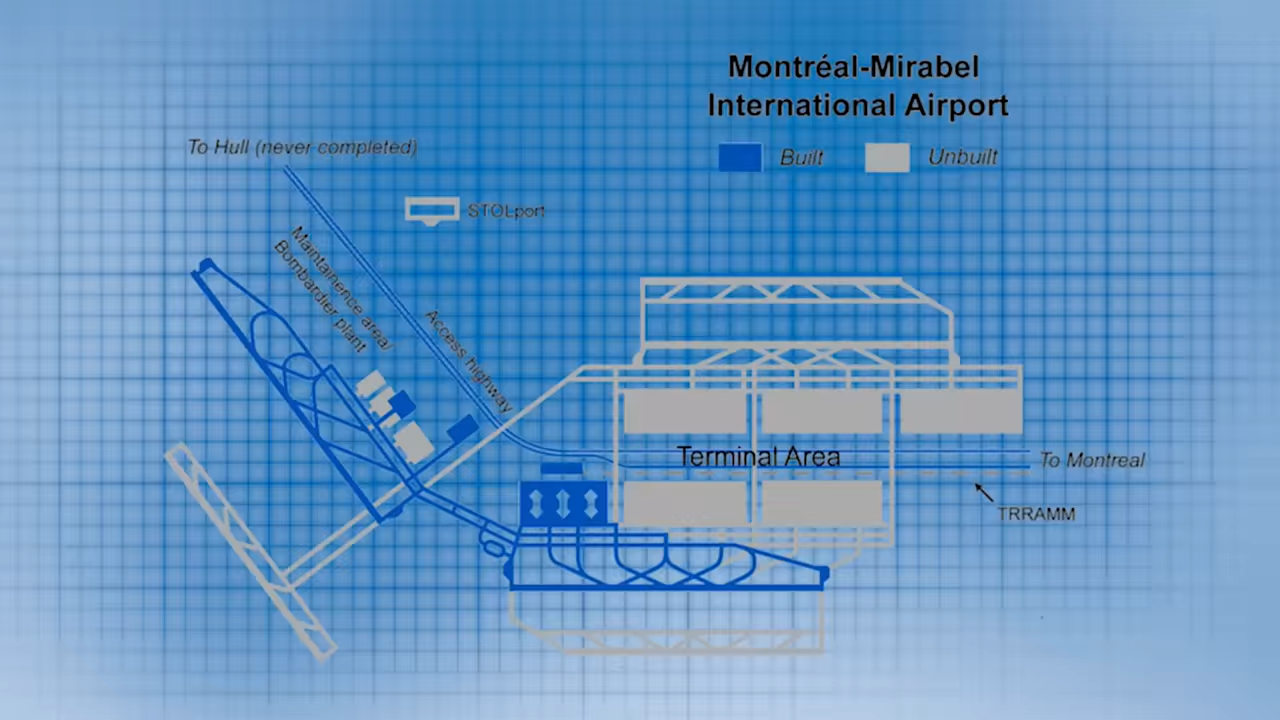 Montréal-Mirabel
International Airport
Built
Unbuilt
To Hull (never completed)
STOLport
Maintainence area/
Bombardier plant
Access highway
Terminal Area
To Montreal
TRRAMM